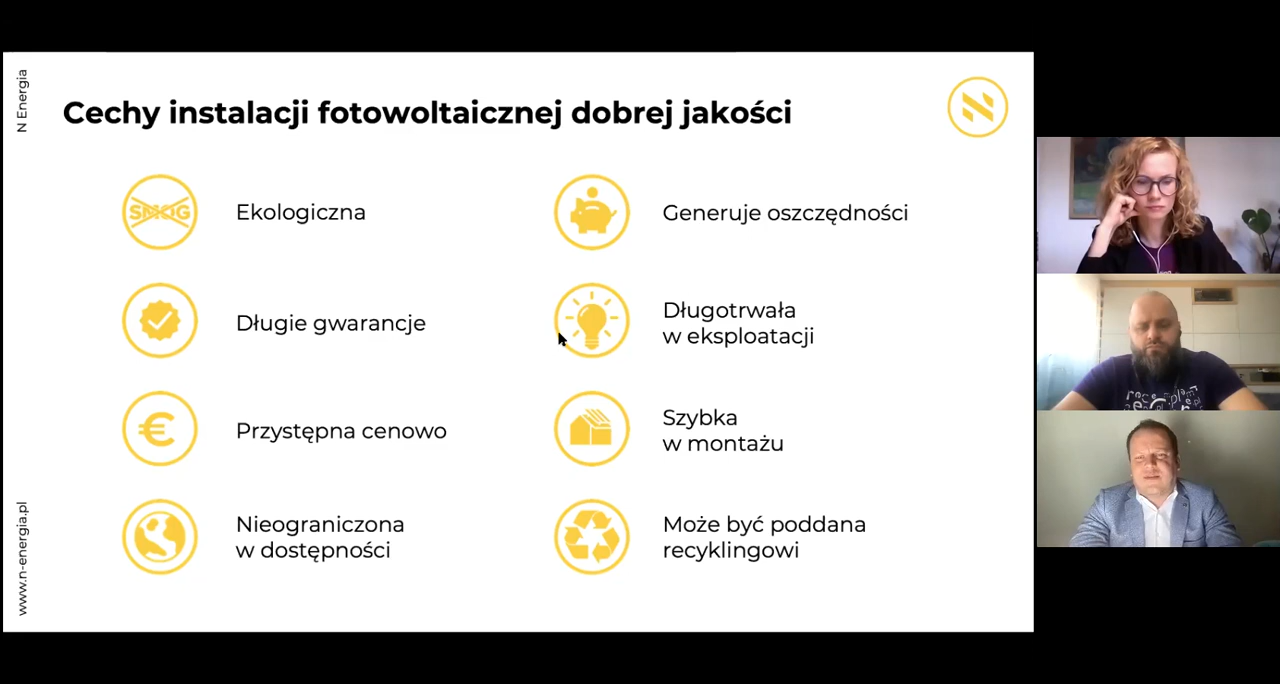 N Energia
Cechy instalacji fotowoltaicznej dobrej jakości
SMOG
Ekologiczna
Generuje oszczędności
Długie gwarancje
Długotrwała
w eksploatacji
€
Przystępna cenowo
Szybka
w montażu
Nieograniczona
w dostępności
Może być poddana
recyklingowi
www.n-energia.pl